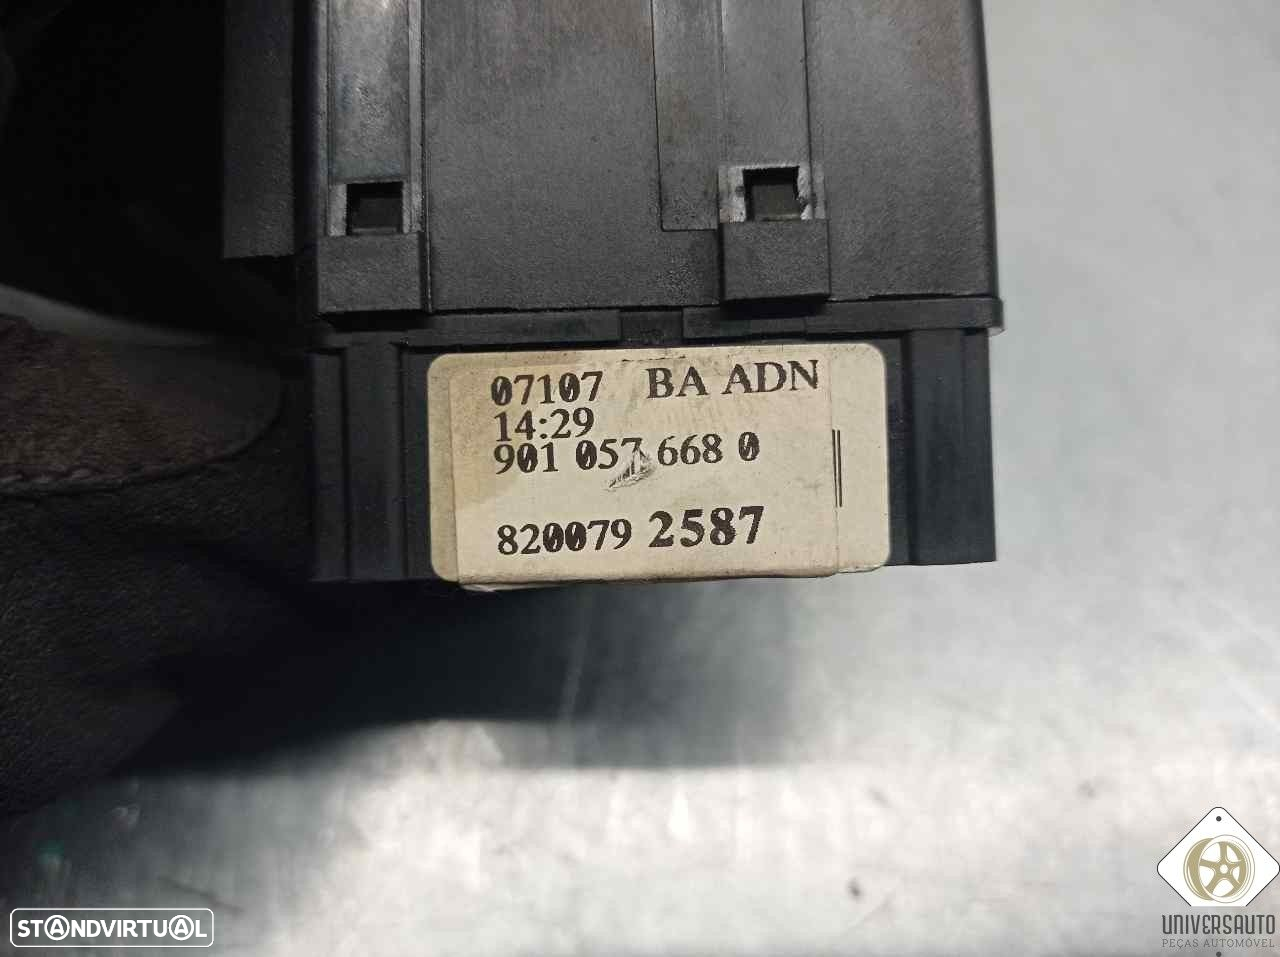 07107 BA ADN
14:29
901 057 668 0
820079 2587
STANDVIRTUAL
UNIVERSAUTO
PEÇAS AUTOMÓVEL